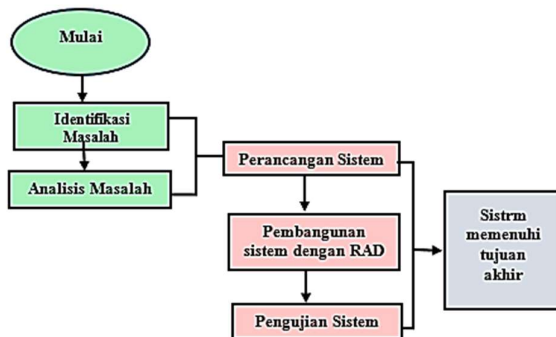 Mulai
Identifikasi
Masalah
Analisis Masalah
Perancangan Sistem
Pembangunan
sistem dengan RAD
Pengujian Sistem
Sistrm
memenuhi
tujuan
akhir